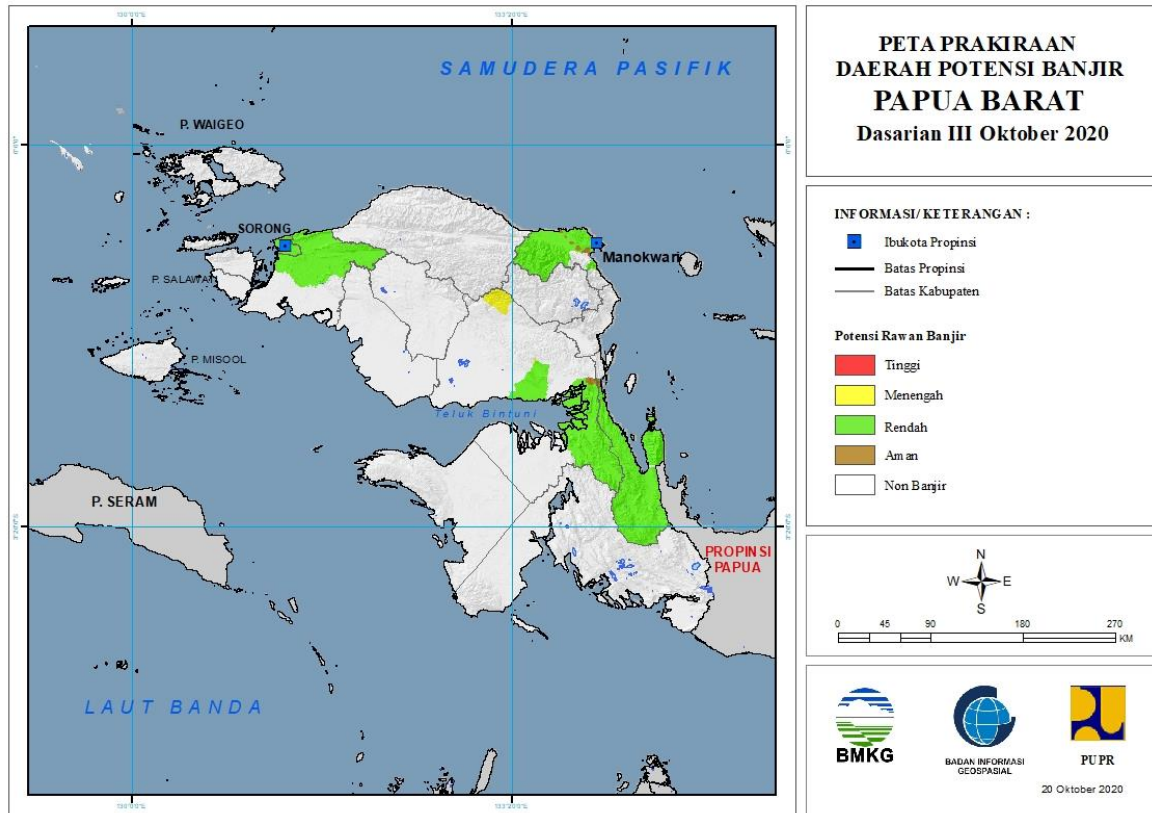 PETA PRAKIRAAN
DAERAH POTENSI BANJIR
PAPUA BARAT
Dasarian III Oktober 2020
INFORMASI/ KETERANGAN :
Ibukota Propinsi
Batas Propinsi
Batas Kabupaten
Potensi Rawan Banjir
Tinggi
Menengah
Rendah
Aman
Non Banjir
N
W E
S
0 45 90 180 270
KM
BMKG
BADAN INFORMASI
GEOSPASIAL
PUPR
20 Oktober 2020
SAMUDERA PASIFIK
P. WAIGEO
SORONG
Manokwari
P. SALAWATI
P. MISOOL
Teluk Bintuni
P. SERAM
PROPINSI
PAPUA
LAUT BANDA